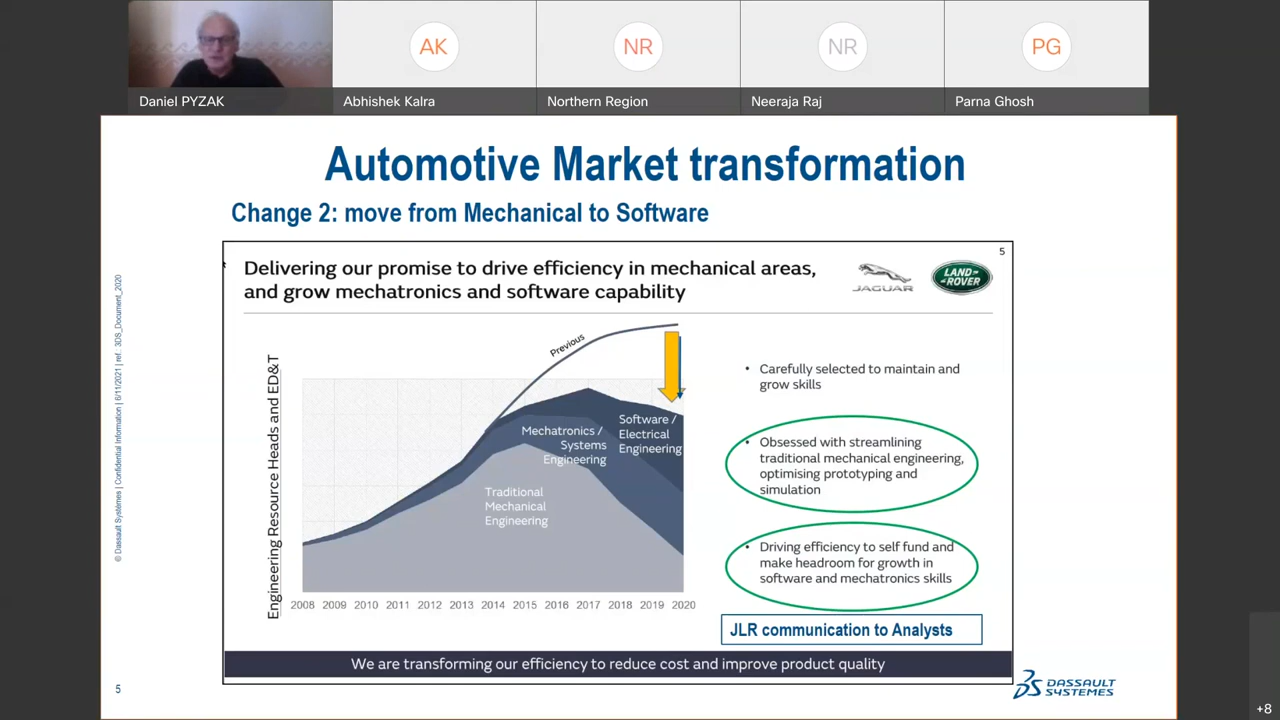 AK
NR
NR
PG
Daniel PYZAK
Abhishek Kalra
Northern Region
Neeraja Raj
Parna Ghosh
Automotive Market transformation
Change 2: move from Mechanical to Software
5
Delivering our promise to drive efficiency in mechanical areas,
and grow mechatronics and software capability
JAGUAR
LAND
ROVER
Engineering Resource Heads and ED&T
0
0
Previous
Software /
Electrical
Engineering
Mechatronics /
Systems
Engineering
Traditional
Mechanical
Engineering
2008 2009 2010 2011 2012 2013 2014 2015 2016 2017 2018 2019 2020
• Carefully selected to maintain and
grow skills
• Obsessed with streamlining
traditional mechanical engineering,
optimising prototyping and
simulation
• Driving efficiency to self fund and
make headroom for growth in
software and mechatronics skills
JLR communication to Analysts
We are transforming our efficiency to reduce cost and improve product quality
© Dassault Systèmes | Confidential Information | 6/11/2021 | ref.: 3DS_Document_2020
5
DASSAULT
SYSTEMES
+8